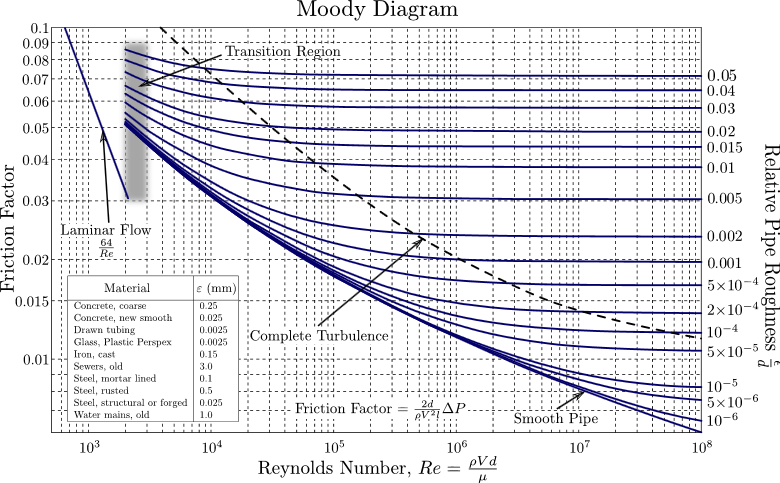 Moody Diagram
0.1
0.09
0.08
0.07
0.06
0.05
0.04
0.03
0.02
0.015
0.01
Friction Factor
Transition Region
Laminar Flow
64/Re
Complete Turbulence
Smooth Pipe
Friction Factor = 2d/ρV²l ΔP
Material ε (mm)
Concrete, coarse 0.25
Concrete, new smooth 0.025
Drawn tubing 0.0025
Glass, Plastic Perspex 0.0025
Iron, cast 0.15
Sewers, old 3.0
Steel, mortar lined 0.1
Steel, rusted 0.5
Steel, structural or forged 0.025
Water mains, old 1.0
0.05
0.04
0.03
0.02
0.015
0.01
0.005
0.002
0.001
5×10⁻⁴
2×10⁻⁴
10⁻⁴
5×10⁻⁵
10⁻⁵
5×10⁻⁶
10⁻⁶
Relative Pipe Roughness ϵ/d
10³ 10⁴ 10⁵ 10⁶ 10⁷ 10⁸
Reynolds Number, Re = ρVd/μ